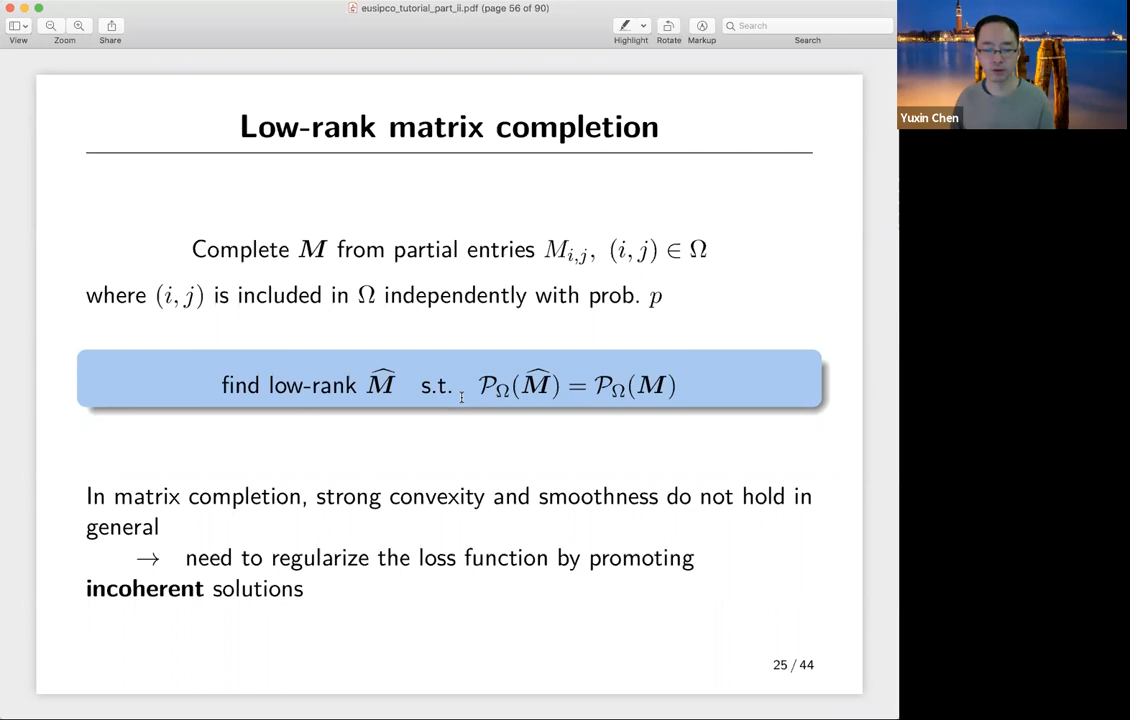 eusipco_tutorial_part_ii.pdf (page 56 of 90)
View
Zoom
Share
Highlight
Rotate
Markup
Search
Search
Yuxin Chen
Low-rank matrix completion
Complete M from partial entries M_{i,j}, (i, j) ∈ Ω
where (i, j) is included in Ω independently with prob. p
find low-rank M̂ s.t. 𝒫_Ω(M̂) = 𝒫_Ω(M)
In matrix completion, strong convexity and smoothness do not hold in
general
→ need to regularize the loss function by promoting
incoherent solutions
25 / 44